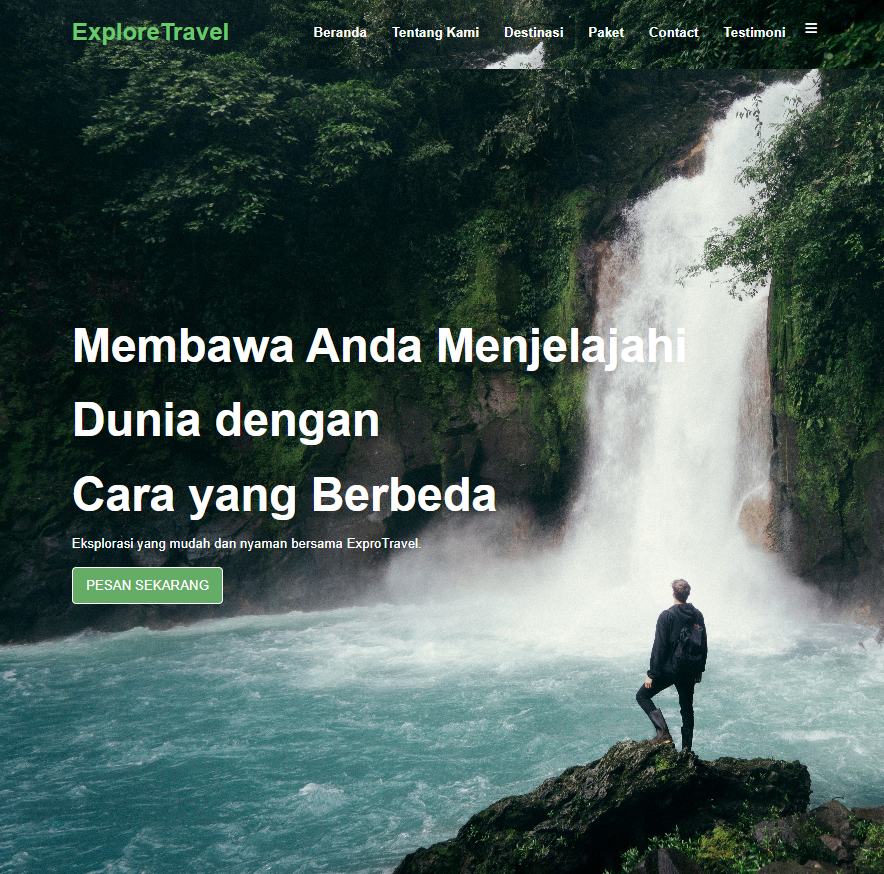 ExploreTravel
Beranda Tentang Kami Destinasi Paket Contact Testimoni
Membawa Anda Menjelajahi
Dunia dengan
Cara yang Berbeda
Eksplorasi yang mudah dan nyaman bersama ExproTravel.
PESAN SEKARANG